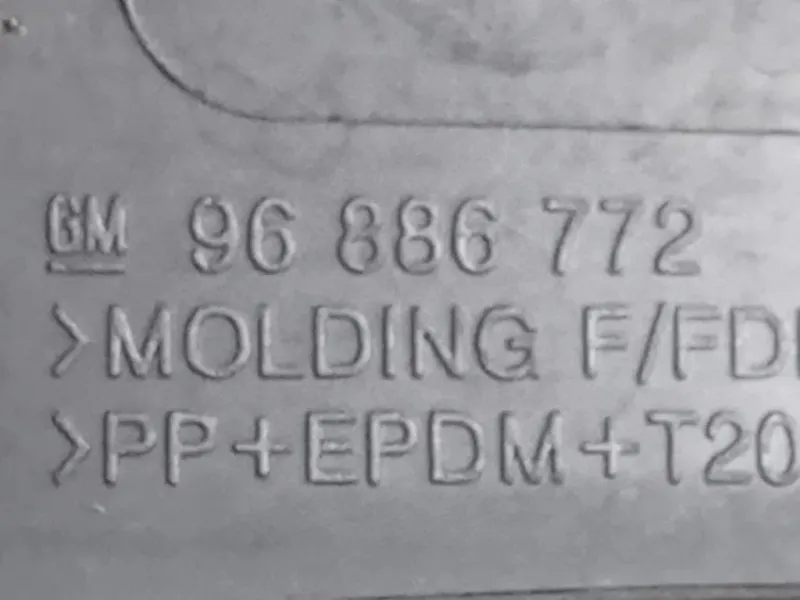 GM 96 886 772
>MOLDING F/FD
>PP+EPDM+T20